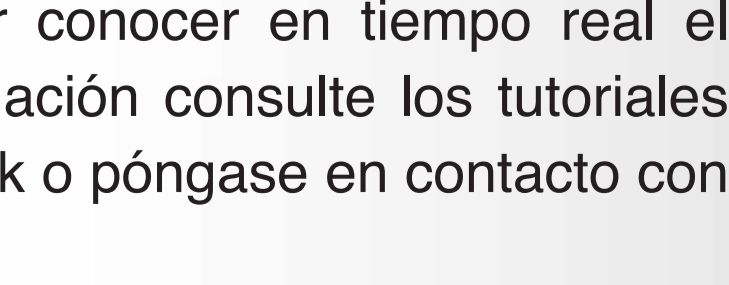 r conocer en tiempo real el
ación consulte los tutoriales
k o póngase en contacto con